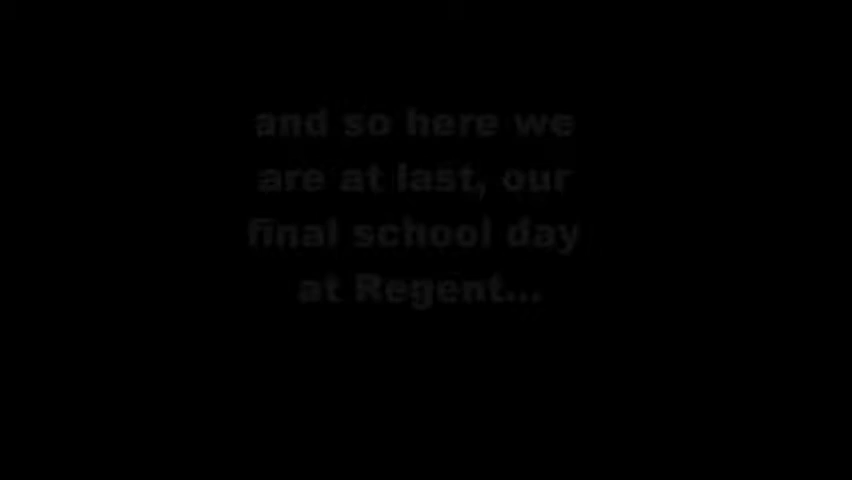 and so here we
are at last, our
final school day
at Regent...